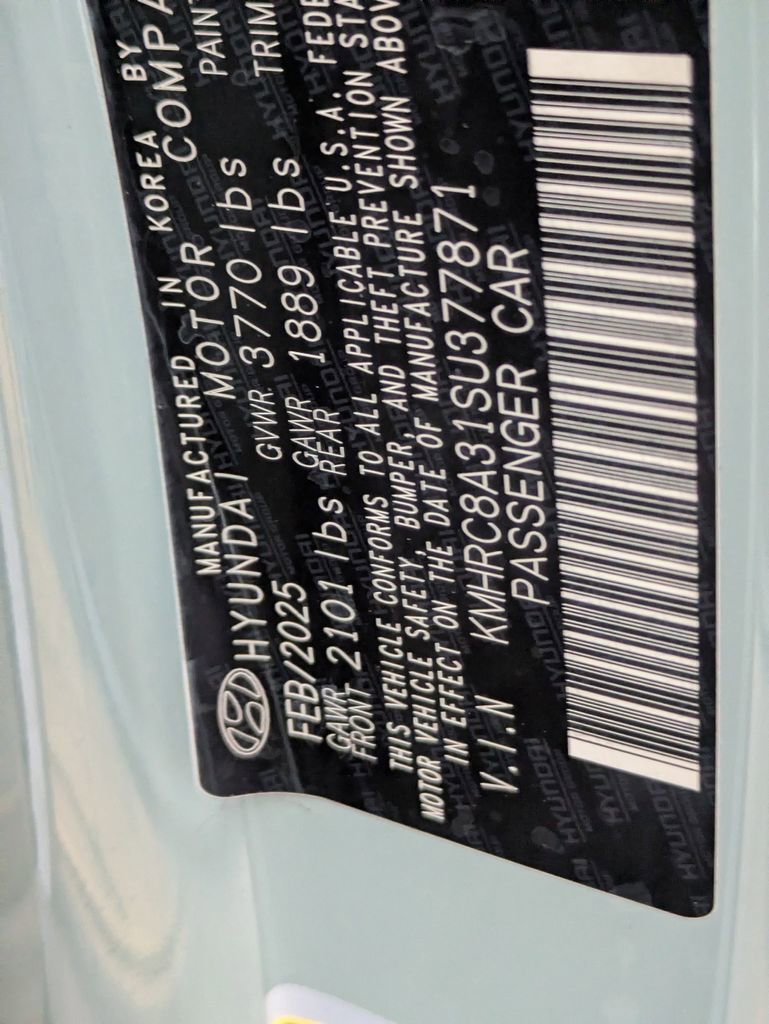 MANUFACTURED IN KOREA BY
HYUNDAI MOTOR COMPA
FEB/2025 GVWR 3770 lbs PAINT
GAWR FRONT 2101 lbs GAWR REAR 1889 lbs TRIM
THIS VEHICLE CONFORMS TO ALL APPLICABLE U.S.A. FEDE
MOTOR VEHICLE SAFETY, BUMPER, AND THEFT PREVENTION STA
IN EFFECT ON THE DATE OF MANUFACTURE SHOWN ABOV
V.I.N KMHRC8A31SU377871
PASSENGER CAR